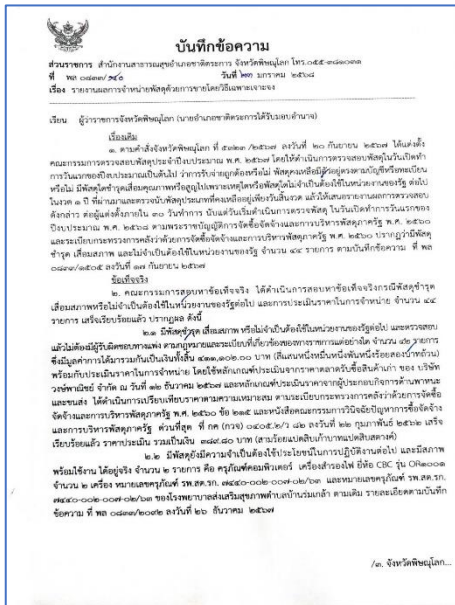 บันทึกข้อความ
ส่วนราชการ สำนักงานสาธารณสุขอำเภอชาติตระการ จังหวัดพิษณุโลก โทร.๐๕๕-๓๘๑๐๓๑
ที่ พล ๐๘๓๓/ วันที่ ๒๓ มกราคม ๒๕๖๘
เรื่อง รายงานผลการจำหน่ายพัสดุด้วยการขายโดยวิธีเฉพาะเจาะจง
เรียน ผู้ว่าราชการจังหวัดพิษณุโลก (นายอำเภอชาติตระการได้รับมอบอำนาจ)
เรื่องเดิม
๑. ตามคำสั่งจังหวัดพิษณุโลก ที่ /๒๕๖๗ ลงวันที่ ๒๐ กันยายน ๒๕๖๗ ได้แต่งตั้ง
คณะกรรมการตรวจสอบพัสดุประจำปีงบประมาณ พ.ศ. ๒๕๖๗ โดยให้ดำเนินการตรวจสอบพัสดุในวันเปิดทำ
การวันแรกของปีงบประมาณเป็นต้นไป ว่าการรับจ่ายถูกต้องหรือไม่ พัสดุคงเหลือมีตัวอยู่ตรงตามบัญชีหรือทะเบียน
หรือไม่ มีพัสดุใดชำรุดเสื่อมคุณภาพหรือสูญไปเพราะเหตุใดหรือพัสดุใดไม่จำเป็นต้องใช้ในหน่วยงานของรัฐ ต่อไป
ในงวด ๑ ปี ที่ผ่านมาและตรวจนับพัสดุประเภทที่คงเหลืออยู่เพียงวันสิ้นงวด แล้วให้เสนอรายงานผลการตรวจสอบ
ดังกล่าว ต่อผู้แต่งตั้งภายใน ๓๐ วันทำการ นับแต่วันเริ่มดำเนินการตรวจพัสดุ ในวันเปิดทำการวันแรกของ
ปีงบประมาณ พ.ศ. ๒๕๖๘ ตามพระราชบัญญัติการจัดซื้อจัดจ้างและการบริหารพัสดุภาครัฐ พ.ศ. ๒๕๖๐
และระเบียบกระทรวงการคลังว่าด้วยการจัดซื้อจัดจ้างและการบริหารพัสดุภาครัฐ พ.ศ. ๒๕๖๐ ปรากฏว่ามีพัสดุ
ชำรุด เสื่อมสภาพ และไม่จำเป็นต้องใช้ในหน่วยงานของรัฐ จำนวน ๔๔ รายการ ตามบันทึกข้อความ ที่ พล
ลงวันที่ ๑๗ กันยายน ๒๕๖๗
ข้อเท็จจริง
๒. คณะกรรมการสอบหาข้อเท็จจริง ได้ดำเนินการสอบหาข้อเท็จจริงกรณีพัสดุชำรุด
เสื่อมสภาพหรือไม่จำเป็นต้องใช้ในหน่วยงานของรัฐต่อไป และการประเมินราคาในการจำหน่าย จำนวน ๔๔
รายการ เสร็จเรียบร้อยแล้ว ปรากฏผล ดังนี้
๒.๑ มีพัสดุชำรุด เสื่อมสภาพ หรือไม่จำเป็นต้องใช้ในหน่วยงานของรัฐต่อไป และตรวจสอบ
แล้วไม่ต้องมีผู้รับผิดชอบทางแพ่ง ตามกฎหมายและระเบียบที่เกี่ยวข้องของทางราชการแต่อย่างใด จำนวน ๔๒ รายการ
ซึ่งมีมูลค่าการได้มารวมกันเป็นเงินทั้งสิ้น ๔๑๑,๑๐๒.๐๐ บาท (สี่แสนหนึ่งหมื่นหนึ่งพันหนึ่งร้อยสองบาทถ้วน)
พร้อมกับประเมินราคาในการจำหน่าย โดยใช้หลักเกณฑ์ประเมินจากราคาตลาดรับซื้อสินค้าเก่า ของ บริษัท
วงษ์พาณิชย์ จำกัด ณ วันที่ ๑๒ ธันวาคม ๒๕๖๗ และหลักเกณฑ์ประเมินราคาจากผู้ประกอบกิจการด้านพาหนะ
และขนส่ง ได้ดำเนินการเปรียบเทียบราคาตามความเหมาะสม ตามระเบียบกระทรวงการคลังว่าด้วยการจัดซื้อ
จัดจ้างและการบริหารพัสดุภาครัฐ พ.ศ. ๒๕๖๐ ข้อ ๒๑๕ และหนังสือคณะกรรมการวินิจฉัยปัญหาการจัดซื้อจัดจ้าง
และการบริหารพัสดุภาครัฐ ด่วนที่สุด ที่ กค (กวจ) ๐๔๐๕.๒/ว ๘๒ ลงวันที่ ๒๒ กุมภาพันธ์ ๒๕๖๒ เสร็จ
เรียบร้อยแล้ว ราคาประเมิน รวมเป็นเงิน ๓๘๙.๘๐ บาท (สามร้อยแปดสิบเก้าบาทแปดสิบสตางค์)
๒.๒ มีพัสดุยังมีความจำเป็นต้องใช้ประโยชน์ในการปฏิบัติงานต่อไป และมีสภาพ
พร้อมใช้งาน ได้อยู่จริง จำนวน ๒ รายการ คือ ครุภัณฑ์คอมพิวเตอร์ เครื่องสำรองไฟ ยี่ห้อ CBC รุ่น OR๑๐๐๑
จำนวน ๒ เครื่อง หมายเลขครุภัณฑ์ รพ.สต.รก. ๗๔๔๐-๐๐๒-๐๐๗-๐๒/๖๓ และหมายเลขครุภัณฑ์ รพ.สต.รก.
๗๔๔๐-๐๐๒-๐๐๗-๐๒/๖๓ ของโรงพยาบาลส่งเสริมสุขภาพตำบลบ้านร่มเกล้า ตามเดิม รายละเอียดตามบันทึก
ข้อความ ที่ พล ๐๘๓๓/๒๐๙๒ ลงวันที่ ๒๖ ธันวาคม ๒๕๖๗
/๓. จังหวัดพิษณุโลก...